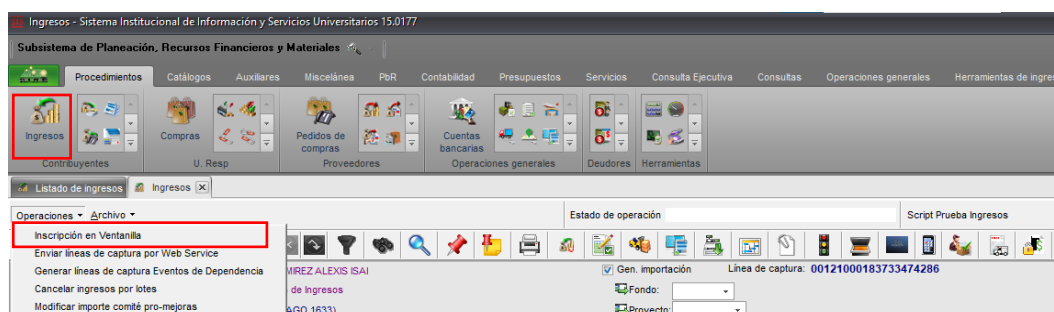 Ingresos - Sistema Institucional de Información y Servicios Universitarios 15.0177
Subsistema de Planeación, Recursos Financieros y Materiales
Procedimientos Catálogos Auxiliares Miscelánea PbR Contabilidad Presupuestos Servicios Consulta Ejecutiva Consultas Operaciones generales Herramientas de ingre
Ingresos Compras Pedidos de compras Cuentas bancarias
Contribuyentes U. Resp Proveedores Operaciones generales Deudores Herramientas
Listado de ingresos Ingresos
Operaciones Archivo Estado de operación Script Prueba Ingresos
Inscripción en Ventanilla
Enviar líneas de captura por Web Service
Generar líneas de captura Eventos de Dependencia MIREZ ALEXIS ISAI Gen. importación Línea de captura: 00121000183733474286
Cancelar ingresos por lotes de Ingresos Fondo:
Modificar importe comité pro-mejoras AGO 1633) Proyecto: